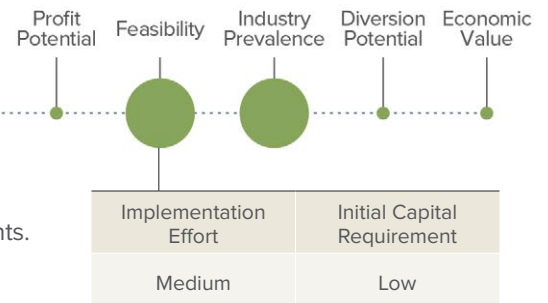 Profit
Potential
Feasibility
Industry
Prevalence
Diversion
Potential
Economic
Value
nts.
Implementation
Effort
Initial Capital
Requirement
Medium
Low